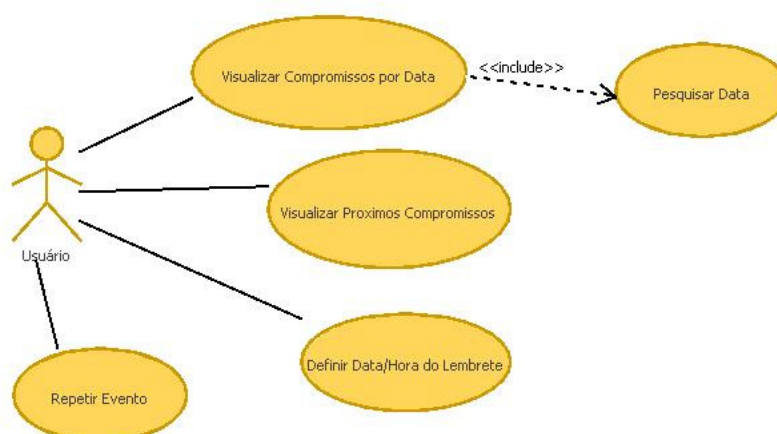 Visualizar Compromissos por Data
<<include>>
Pesquisar Data
Visualizar Proximos Compromissos
Usuário
Definir Data/Hora do Lembrete
Repetir Evento